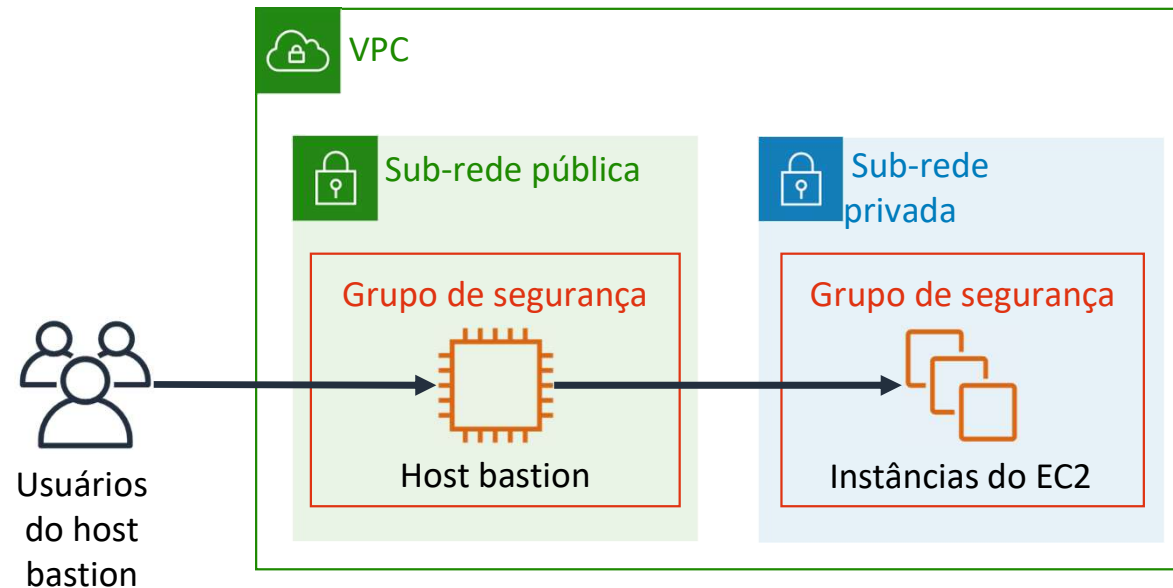 VPC
Sub-rede pública
Sub-rede
privada
Grupo de segurança
Grupo de segurança
Host bastion
Instâncias do EC2
Usuários
do host
bastion